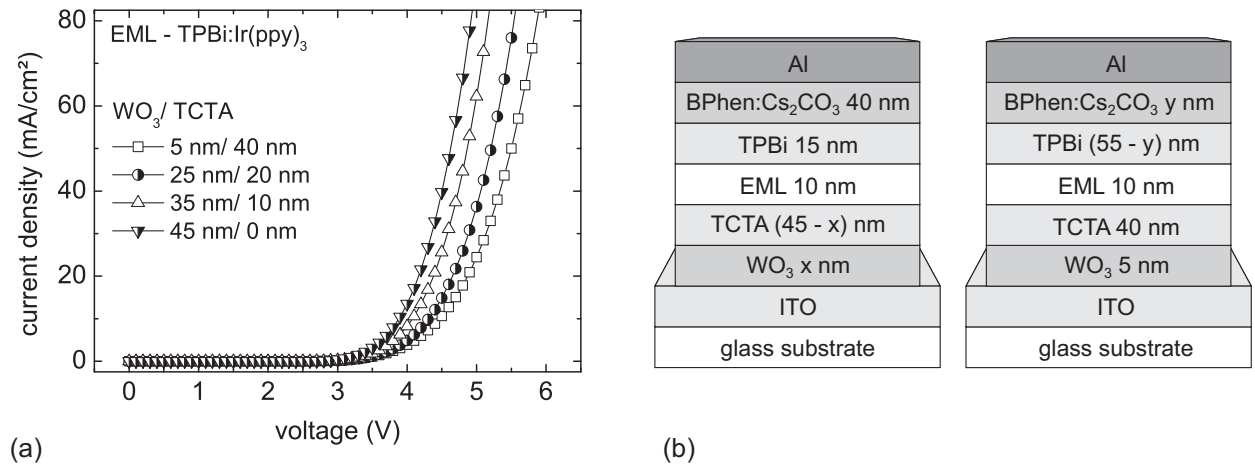 EML - TPBi:Ir(ppy)₃
WO₃/ TCTA
5 nm/ 40 nm
25 nm/ 20 nm
35 nm/ 10 nm
45 nm/ 0 nm
80
60
40
20
0
current density (mA/cm²)
0 1 2 3 4 5 6
voltage (V)
(a)
Al
BPhen:Cs₂CO₃ 40 nm
TPBi 15 nm
EML 10 nm
TCTA (45 - x) nm
WO₃ x nm
ITO
glass substrate
Al
BPhen:Cs₂CO₃ y nm
TPBi (55 - y) nm
EML 10 nm
TCTA 40 nm
WO₃ 5 nm
ITO
glass substrate
(b)